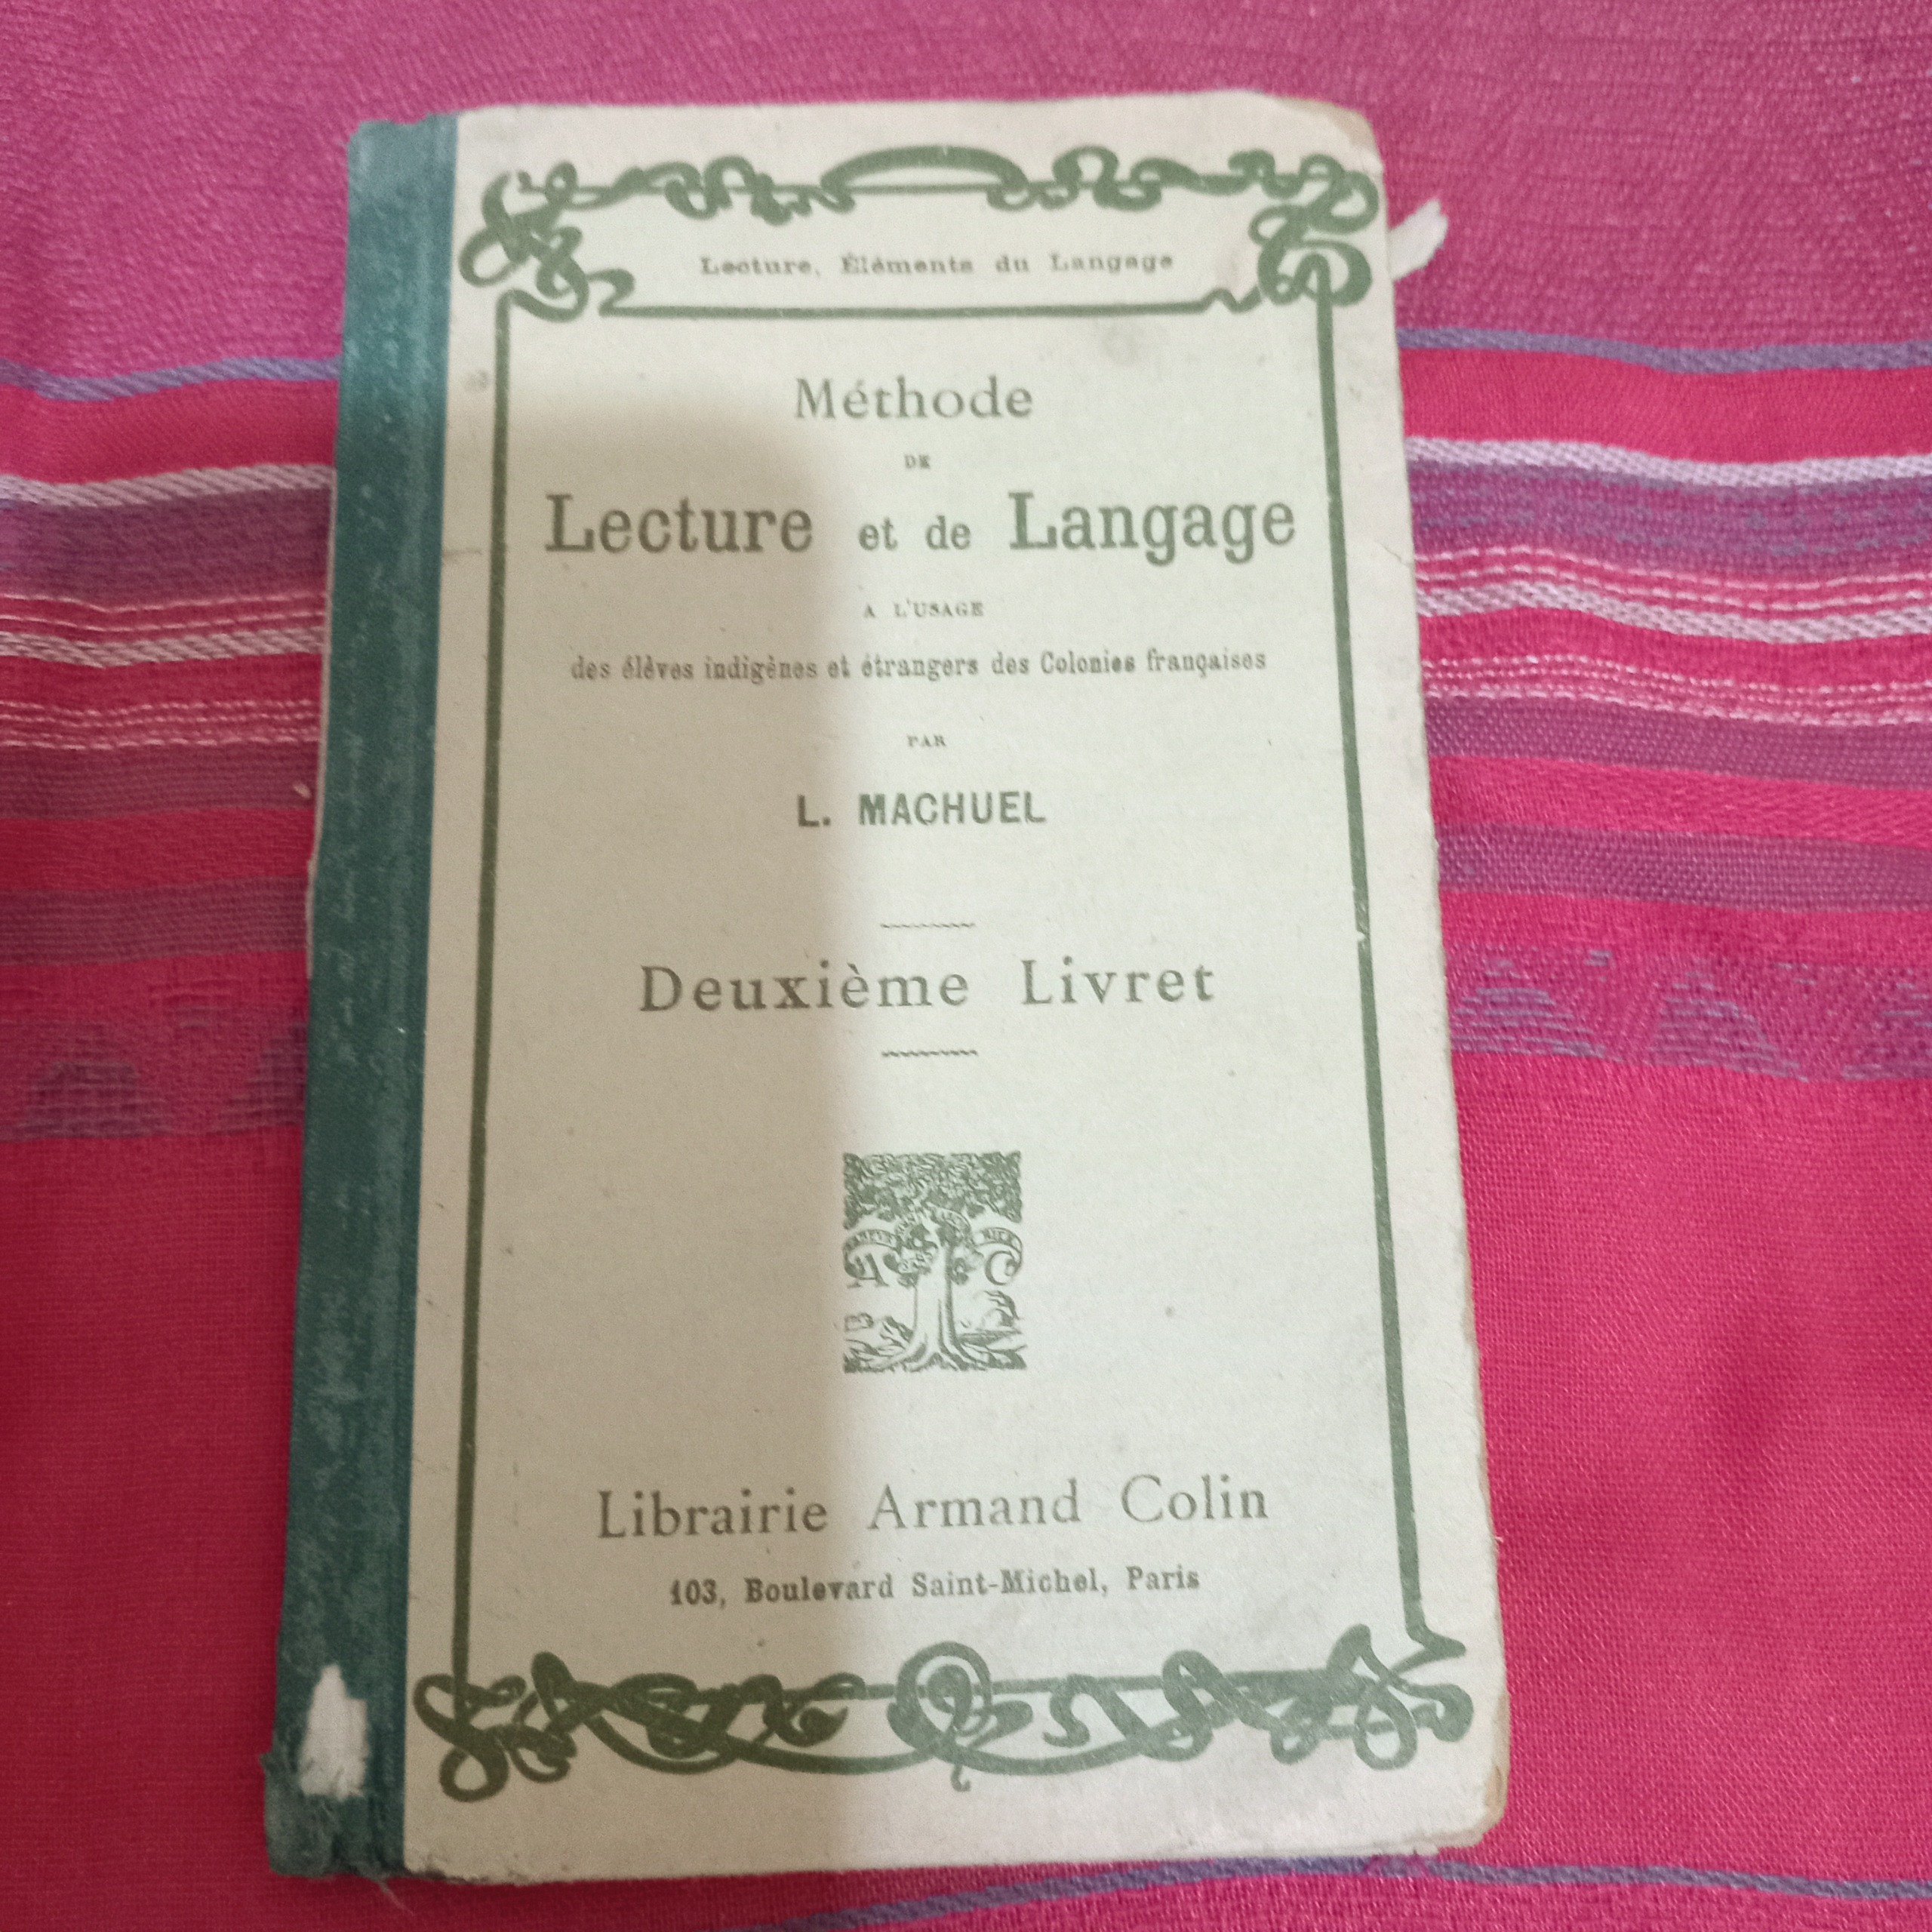 Lecture, Éléments du Langage
Méthode
DE
Lecture et de Langage
A L'USAGE
des élèves indigènes et étrangers des Colonies françaises
PAR
L. MACHUEL
Deuxième Livret
Librairie Armand Colin
103, Boulevard Saint-Michel, Paris